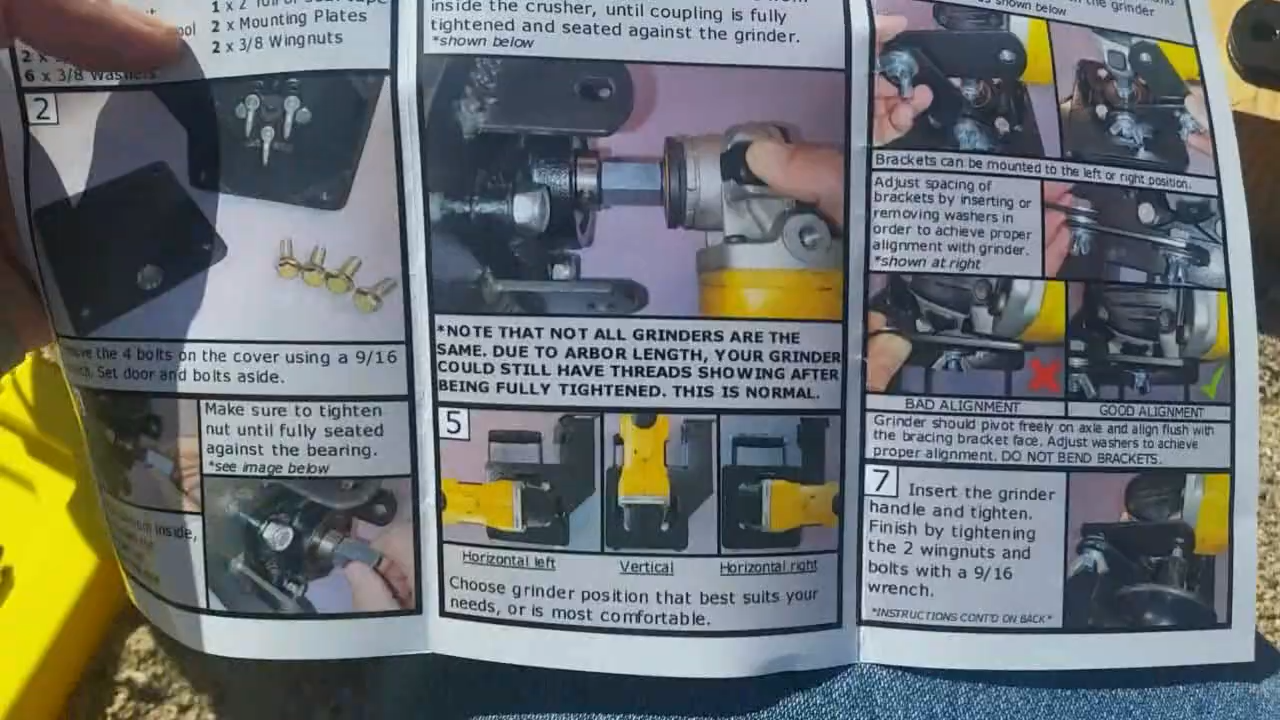 1 x 2
2 x Mounting Plates
2 x 3/8 Wingnuts
2 x
6 x 3/8 Washers
2
the 4 bolts on the cover using a 9/16
Set door and bolts aside.
Make sure to tighten
nut until fully seated
against the bearing.
*see image below
inside,
inside the crusher, until coupling is fully
tightened and seated against the grinder.
*shown below
*NOTE THAT NOT ALL GRINDERS ARE THE
SAME. DUE TO ARBOR LENGTH, YOUR GRINDER
COULD STILL HAVE THREADS SHOWING AFTER
BEING FULLY TIGHTENED. THIS IS NORMAL.
5
Horizontal left
Vertical
Horizontal right
Choose grinder position that best suits your
needs, or is most comfortable.
the grinder
shown below
Brackets can be mounted to the left or right position.
Adjust spacing of
brackets by inserting or
removing washers in
order to achieve proper
alignment with grinder.
*shown at right
BAD ALIGNMENT
GOOD ALIGNMENT
Grinder should pivot freely on axle and align flush with
the bracing bracket face. Adjust washers to achieve
proper alignment. DO NOT BEND BRACKETS.
7
Insert the grinder
handle and tighten.
Finish by tightening
the 2 wingnuts and
bolts with a 9/16
wrench.
*INSTRUCTIONS CONT'D ON BACK*